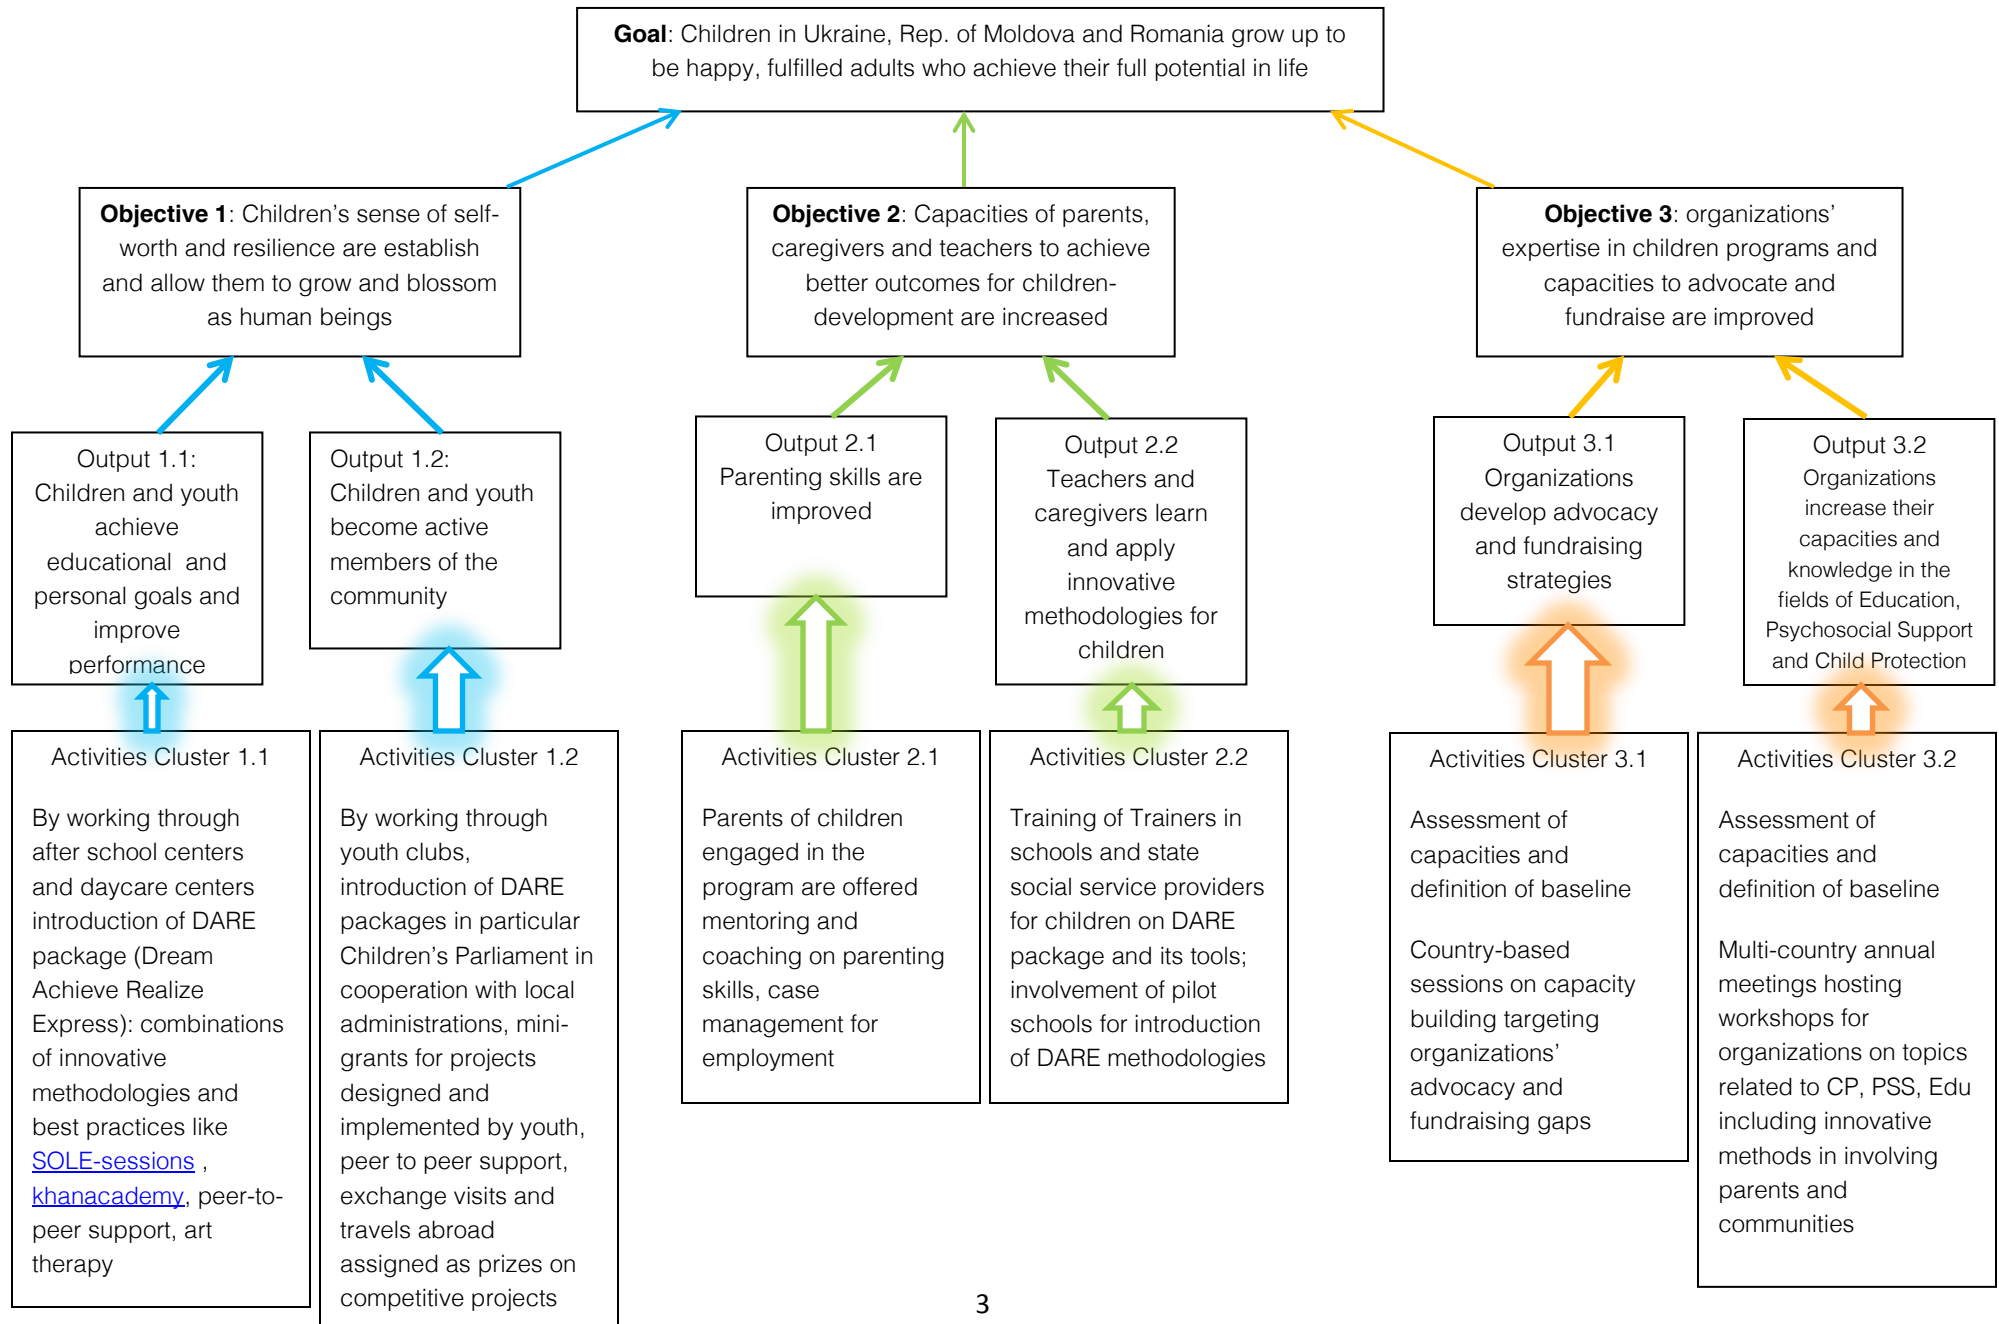 Goal: Children in Ukraine, Rep. of Moldova and Romania grow up to
be happy, fulfilled adults who achieve their full potential in life
Objective 1: Children’s sense of self-
worth and resilience are establish
and allow them to grow and blossom
as human beings
Objective 2: Capacities of parents,
caregivers and teachers to achieve
better outcomes for children-
development are increased
Objective 3: organizations’
expertise in children programs and
capacities to advocate and
fundraise are improved
Output 1.1:
Children and youth
achieve
educational  and
personal goals and
improve
performance
Output 1.2:
Children and youth
become active
members of the
community
Output 2.1
Parenting skills are
improved
Output 2.2
Teachers and
caregivers learn
and apply
innovative
methodologies for
children
Output 3.1
Organizations
develop advocacy
and fundraising
strategies
Output 3.2
Organizations
increase their
capacities and
knowledge in the
fields of Education,
Psychosocial Support
and Child Protection
Activities Cluster 1.1
By working through
after school centers
and daycare centers
introduction of DARE
package (Dream
Achieve Realize
Express): combinations
of innovative
methodologies and
best practices like
SOLE-sessions ,
khanacademy, peer-to-
peer support, art
therapy
Activities Cluster 1.2
By working through
youth clubs,
introduction of DARE
packages in particular
Children’s Parliament in
cooperation with local
administrations, mini-
grants for projects
designed and
implemented by youth,
peer to peer support,
exchange visits and
travels abroad
assigned as prizes on
competitive projects
Activities Cluster 2.1
Parents of children
engaged in the
program are offered
mentoring and
coaching on parenting
skills, case
management for
employment
Activities Cluster 2.2
Training of Trainers in
schools and state
social service providers
for children on DARE
package and its tools;
involvement of pilot
schools for introduction
of DARE methodologies
Activities Cluster 3.1
Assessment of
capacities and
definition of baseline
Country-based
sessions on capacity
building targeting
organizations’
advocacy and
fundraising gaps
Activities Cluster 3.2
Assessment of
capacities and
definition of baseline
Multi-country annual
meetings hosting
workshops for
organizations on topics
related to CP, PSS, Edu
including innovative
methods in involving
parents and
communities
3